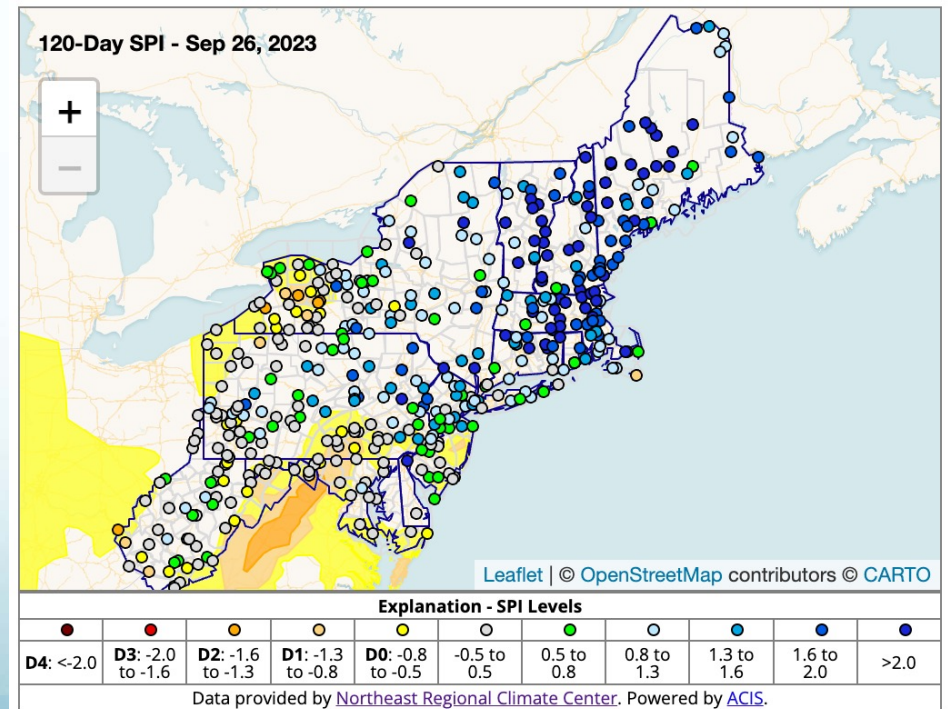 120-Day SPI - Sep 26, 2023
+
−
Leaflet | © OpenStreetMap contributors © CARTO
Explanation - SPI Levels
D4: <-2.0
D3: -2.0
to -1.6
D2: -1.6
to -1.3
D1: -1.3
to -0.8
D0: -0.8
to -0.5
-0.5 to
0.5
0.5 to
0.8
0.8 to
1.3
1.3 to
1.6
1.6 to
2.0
>2.0
Data provided by Northeast Regional Climate Center. Powered by ACIS.